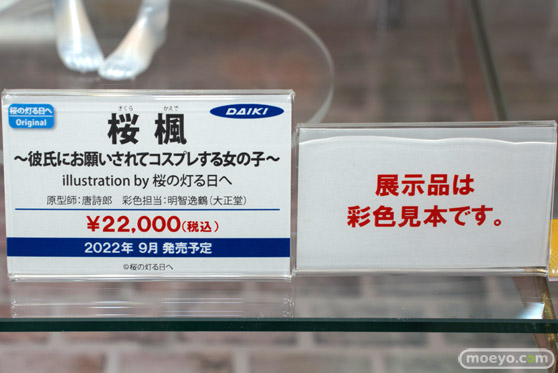 桜の灯る日へ
Original
さくら かえで
桜 楓
DAIKI
～彼氏にお願いされてコスプレする女の子～
illustration by 桜の灯る日へ
原型師：唐詩郎 彩色担当：明智逸鶴（大正堂）
¥22,000(税込)
2022年 9月 発売予定
©桜の灯る日へ
展示品は
彩色見本です。
moeyo.com